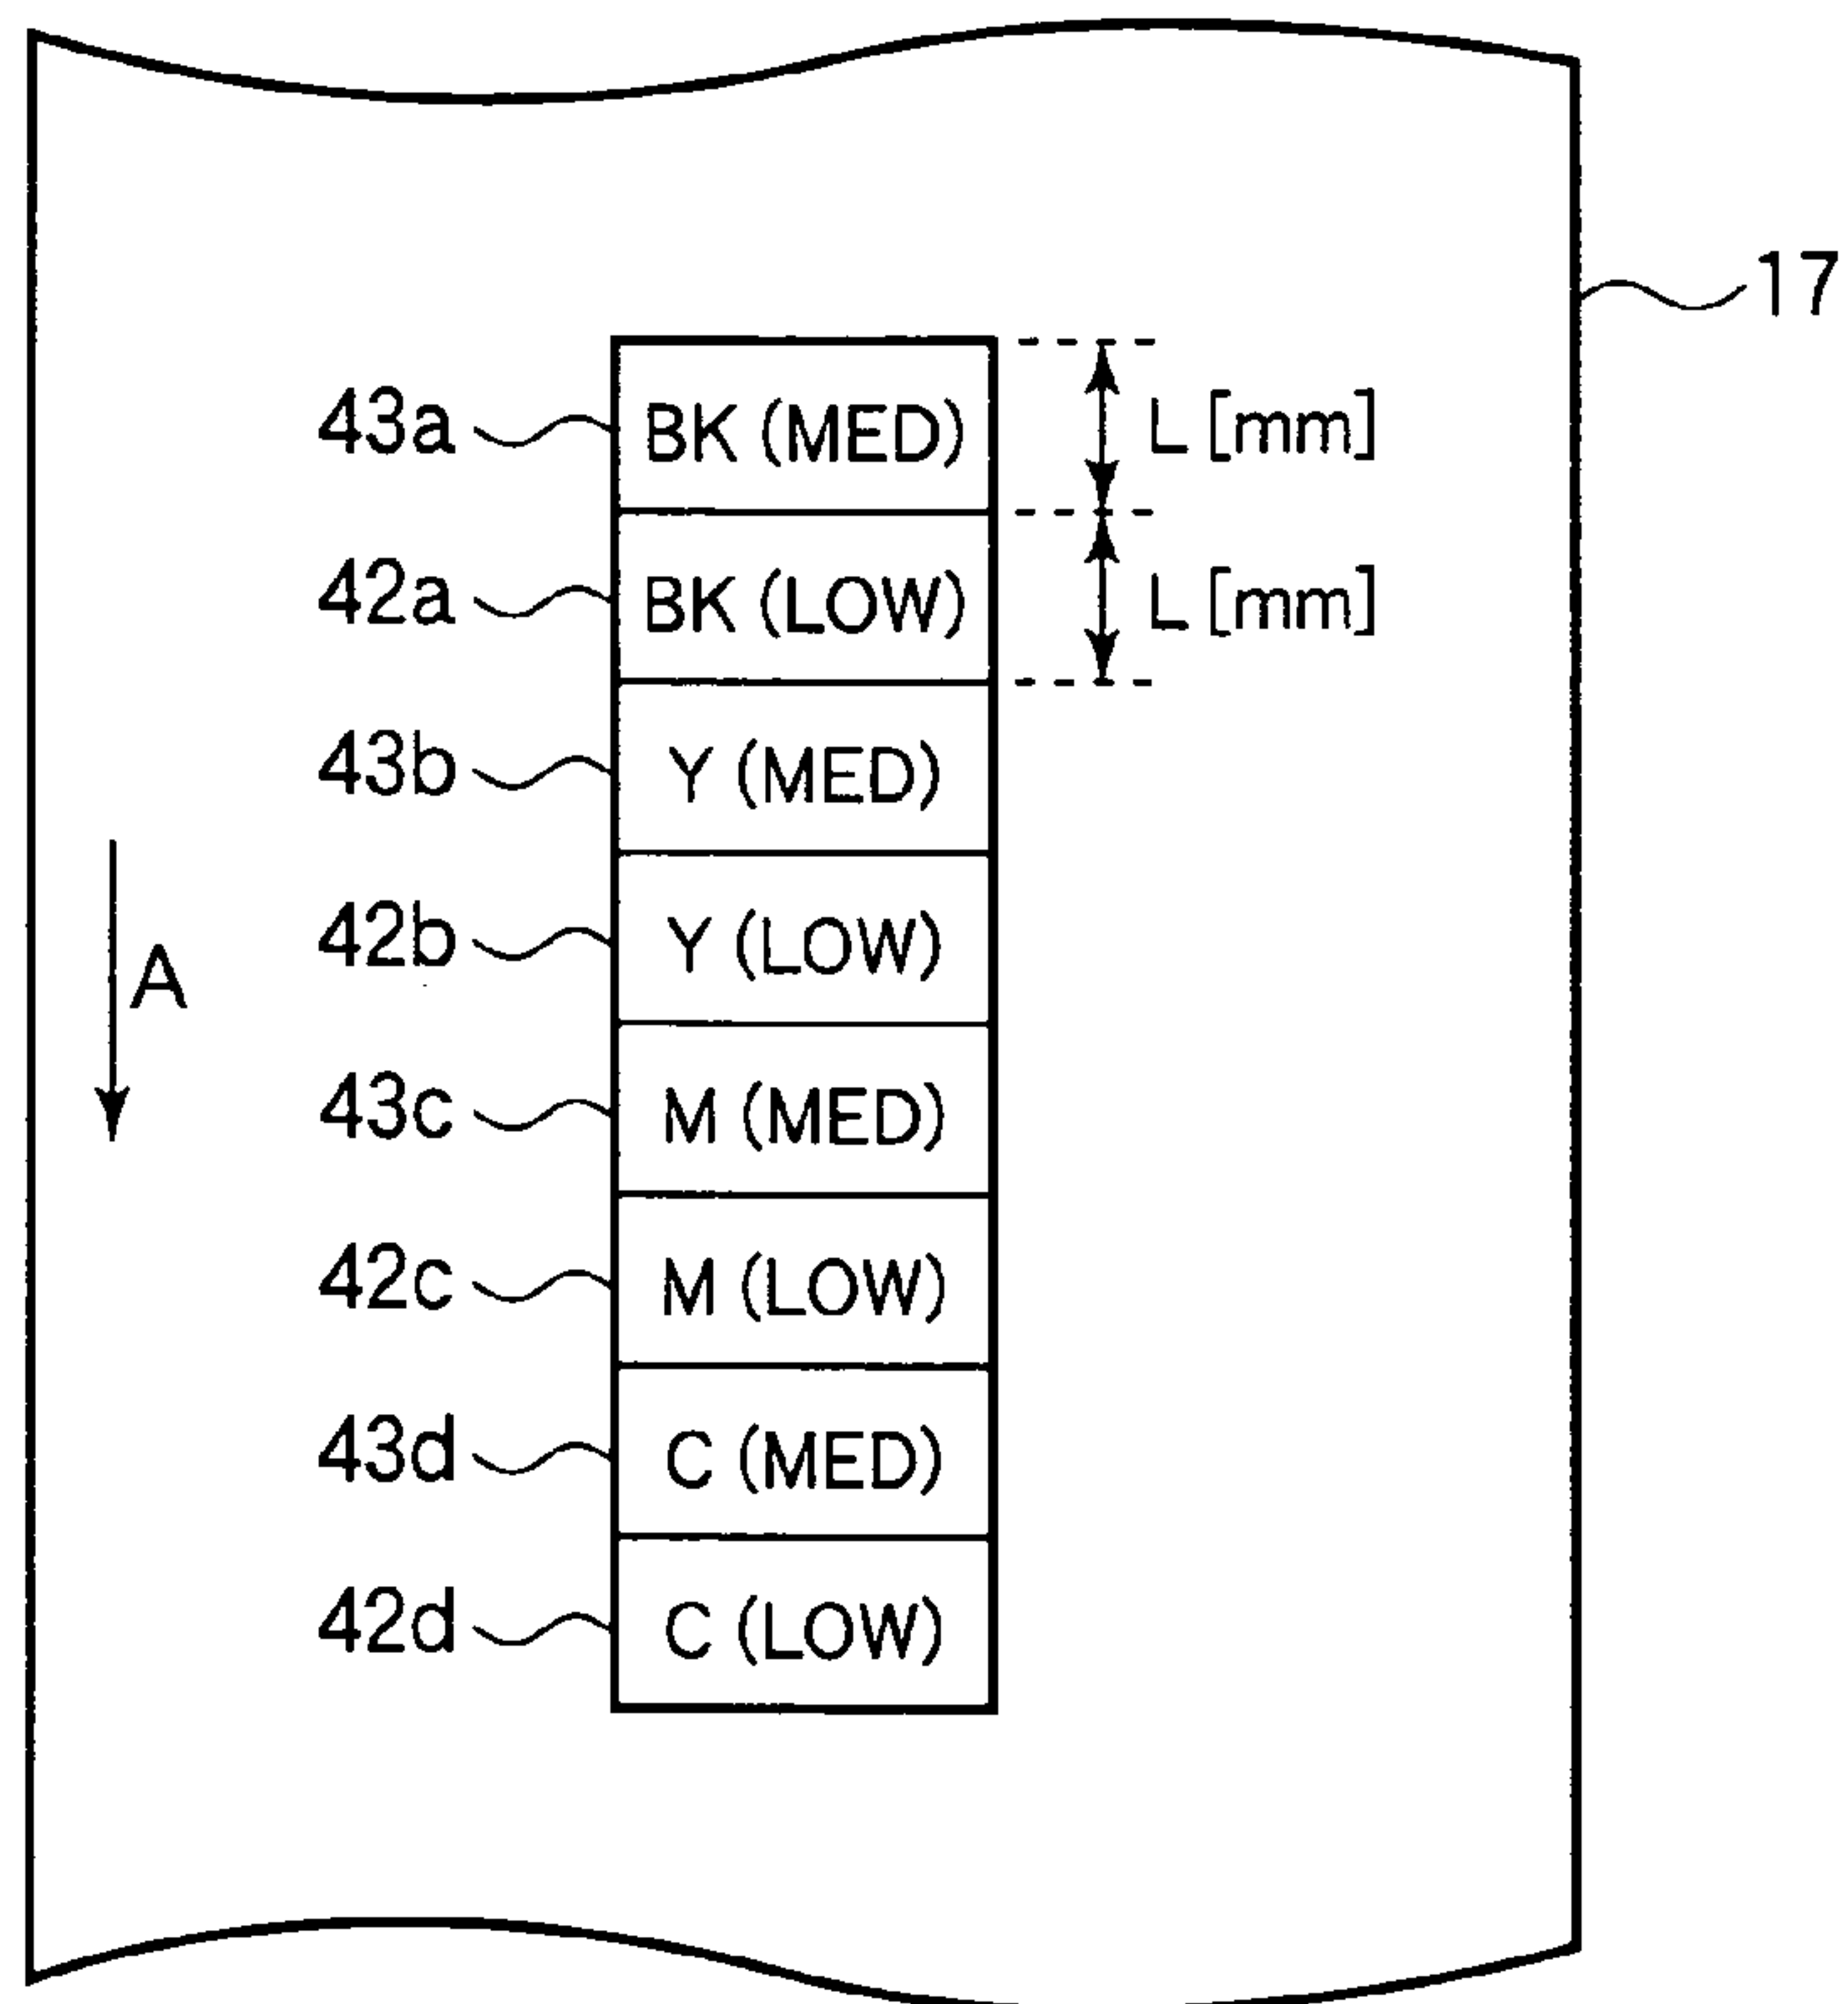 17
43a BK (MED) L [mm]
42a BK (LOW) L [mm]
43b Y (MED)
42b Y (LOW)
A
43c M (MED)
42c M (LOW)
43d C (MED)
42d C (LOW)